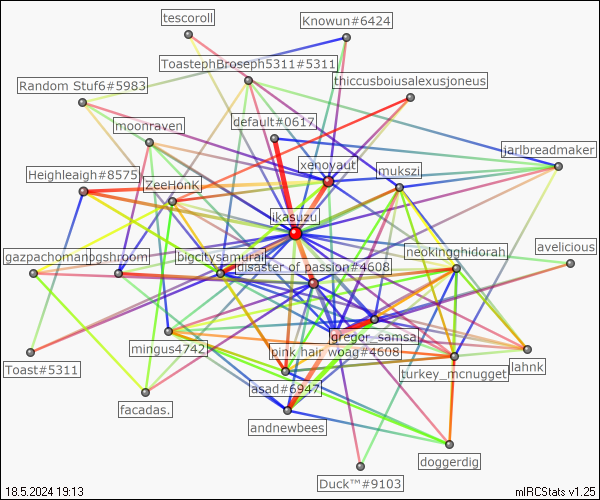 tescoroll
Knowun#6424
ToastephBroseph5311#5311
thiccusboiusalexusjoneus
Random Stuf6#5983
default#0617
moonraven
jarlbreadmaker
xenovaut
mukszi
Heighleaigh#8575
ZeeHonK
ikasuzu
neokingghidorah
avelicious
gazpachomancer
bogshroom
bigcitysamurai
disaster of passion#4608
gregor_samsa
mingus4742
pink hair woag#4608
Toast#5311
lahnk
turkey_mcnugget
asad#6947
facadas.
andnewbees
doggerdig
Duck™#9103
18.5.2024 19:13
mIRCStats v1.25